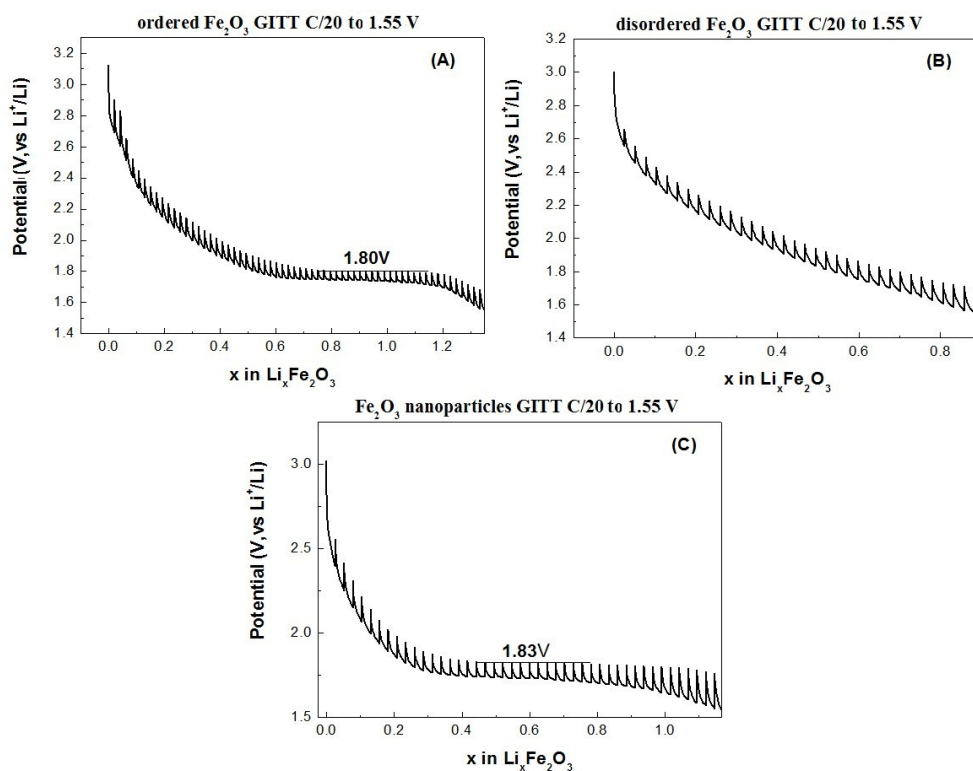 ordered Fe₂O₃ GITT C/20 to 1.55 V
(A)
Potential (V, vs Li⁺/Li)
3.2
3.0
2.8
2.6
2.4
2.2
2.0
1.8
1.6
1.4
1.80V
0.0 0.2 0.4 0.6 0.8 1.0 1.2
x in LiₓFe₂O₃
disordered Fe₂O₃ GITT C/20 to 1.55 V
(B)
Potential (V, vs Li⁺/Li)
3.2
3.0
2.8
2.6
2.4
2.2
2.0
1.8
1.6
1.4
0.0 0.2 0.4 0.6 0.8
x in LiₓFe₂O₃
Fe₂O₃ nanoparticles GITT C/20 to 1.55 V
(C)
Potential (V, vs Li⁺/Li)
3.0
2.5
2.0
1.5
1.83V
0.0 0.2 0.4 0.6 0.8 1.0
x in LiₓFe₂O₃